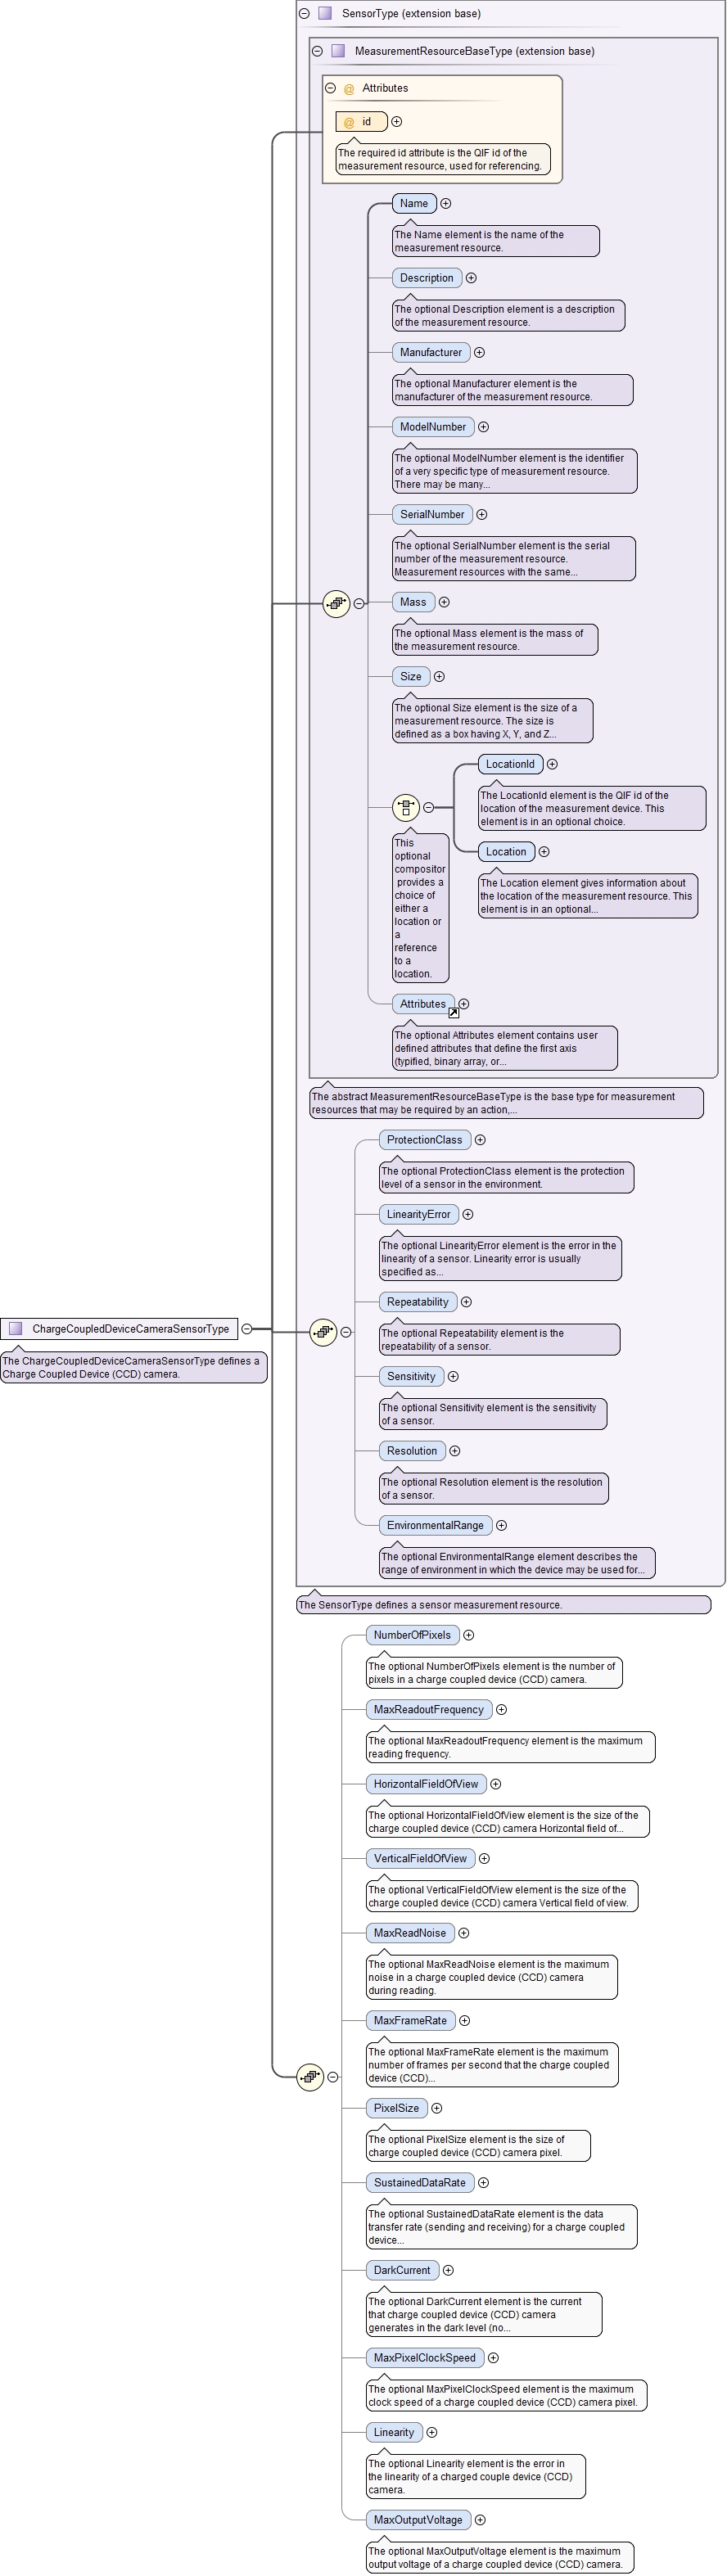 SensorType (extension base)
MeasurementResourceBaseType (extension base)
@ Attributes
@ id
The required id attribute is the QIF id of the
measurement resource, used for referencing.
Name
The Name element is the name of the
measurement resource.
Description
The optional Description element is a description
of the measurement resource.
Manufacturer
The optional Manufacturer element is the
manufacturer of the measurement resource.
ModelNumber
The optional ModelNumber element is the identifier
of a very specific type of measurement resource.
There may be many...
SerialNumber
The optional SerialNumber element is the serial
number of the measurement resource.
Measurement resources with the same...
Mass
The optional Mass element is the mass of
the measurement resource.
Size
The optional Size element is the size of a
measurement resource. The size is
defined as a box having X, Y, and Z...
LocationId
The LocationId element is the QIF id of the
location of the measurement device. This
element is in an optional choice.
Location
The Location element gives information about
the location of the measurement resource. This
element is in an optional...
This
optional
compositor
provides a
choice of
either a
location or
a
reference
to a
location.
Attributes
The optional Attributes element contains user
defined attributes that define the first axis
(typified, binary array, or...
The abstract MeasurementResourceBaseType is the base type for measurement
resources that may be required by an action,...
ProtectionClass
The optional ProtectionClass element is the protection
level of a sensor in the environment.
LinearityError
The optional LinearityError element is the error in the
linearity of a sensor. Linearity error is usually
specified as...
Repeatability
The optional Repeatability element is the
repeatability of a sensor.
ChargeCoupledDeviceCameraSensorType
The ChargeCoupledDeviceCameraSensorType defines a
Charge Coupled Device (CCD) camera.
Sensitivity
The optional Sensitivity element is the sensitivity
of a sensor.
Resolution
The optional Resolution element is the resolution
of a sensor.
EnvironmentalRange
The optional EnvironmentalRange element describes the
range of environment in which the device may be used for...
The SensorType defines a sensor measurement resource.
NumberOfPixels
The optional NumberOfPixels element is the number of
pixels in a charge coupled device (CCD) camera.
MaxReadoutFrequency
The optional MaxReadoutFrequency element is the maximum
reading frequency.
HorizontalFieldOfView
The optional HorizontalFieldOfView element is the size of the
charge coupled device (CCD) camera Horizontal field of...
VerticalFieldOfView
The optional VerticalFieldOfView element is the size of the
charge coupled device (CCD) camera Vertical field of view.
MaxReadNoise
The optional MaxReadNoise element is the maximum
noise in a charge coupled device (CCD) camera
during reading.
MaxFrameRate
The optional MaxFrameRate element is the maximum
number of frames per second that the charge coupled
device (CCD)...
PixelSize
The optional PixelSize element is the size of
charge coupled device (CCD) camera pixel.
SustainedDataRate
The optional SustainedDataRate element is the data
transfer rate (sending and receiving) for a charge coupled
device...
DarkCurrent
The optional DarkCurrent element is the current
that charge coupled device (CCD) camera
generates in the dark level (no...
MaxPixelClockSpeed
The optional MaxPixelClockSpeed element is the maximum
clock speed of a charge coupled device (CCD) camera pixel.
Linearity
The optional Linearity element is the error in
the linearity of a charged couple device (CCD)
camera.
MaxOutputVoltage
The optional MaxOutputVoltage element is the maximum
output voltage of a charge coupled device (CCD) camera.